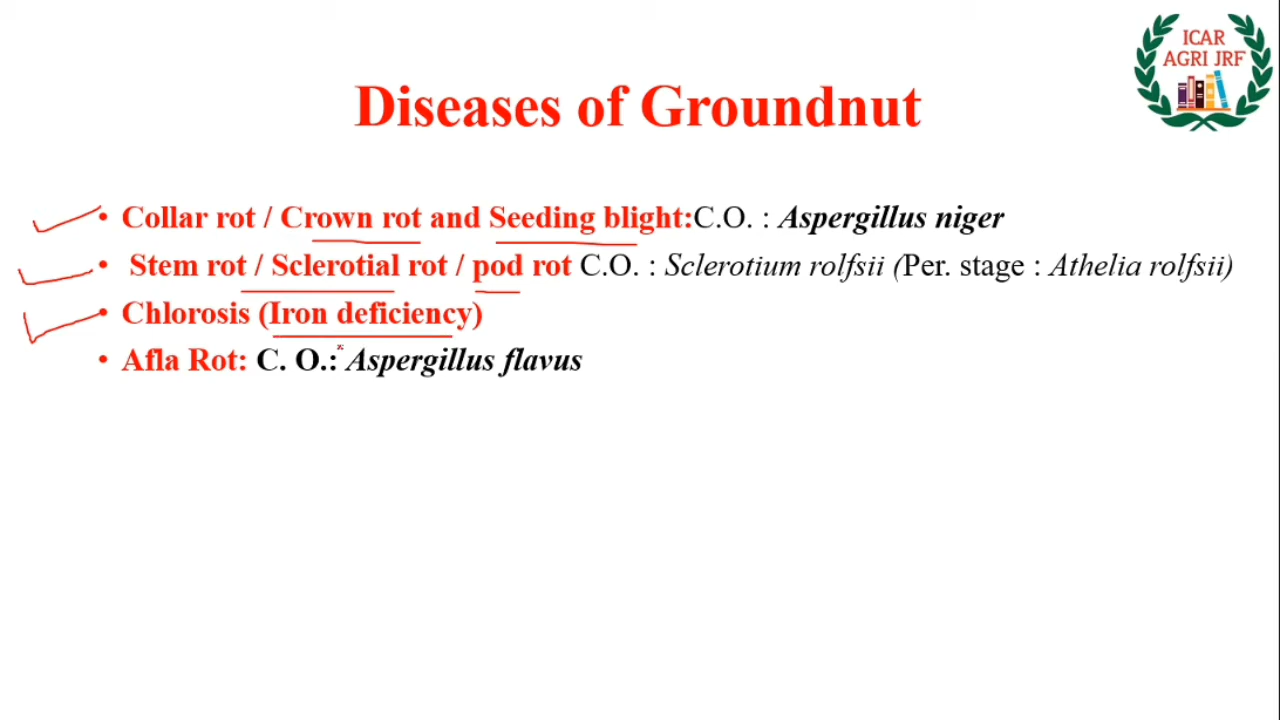 ICAR
AGRI JRF
Diseases of Groundnut
• Collar rot / Crown rot and Seeding blight:C.O. : Aspergillus niger
• Stem rot / Sclerotial rot / pod rot C.O. : Sclerotium rolfsii (Per. stage : Athelia rolfsii)
• Chlorosis (Iron deficiency)
• Afla Rot: C. O.: Aspergillus flavus